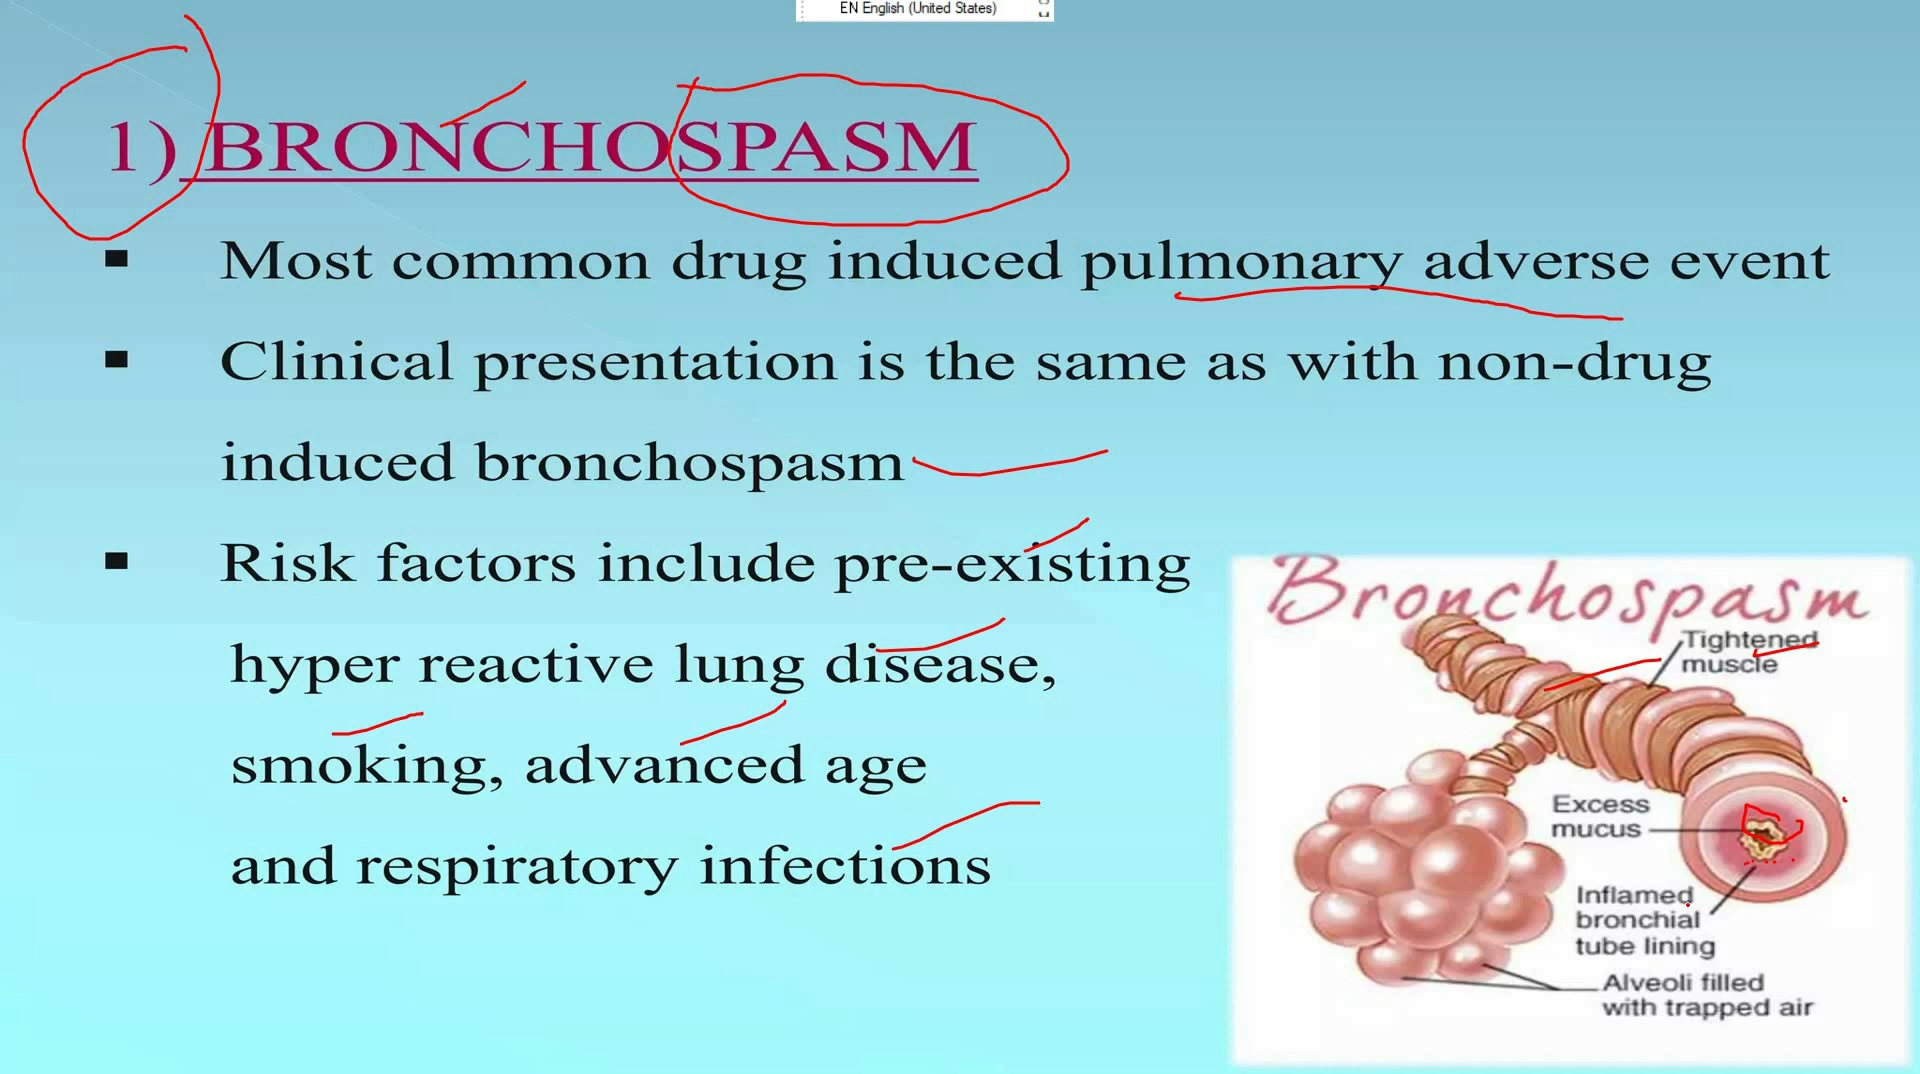 EN English (United States)
1) BRONCHOSPASM
▪ Most common drug induced pulmonary adverse event
▪ Clinical presentation is the same as with non-drug
induced bronchospasm
▪ Risk factors include pre-existing
hyper reactive lung disease,
smoking, advanced age
and respiratory infections
Bronchospasm
Tightened
muscle
Excess
mucus
Inflamed
bronchial
tube lining
Alveoli filled
with trapped air